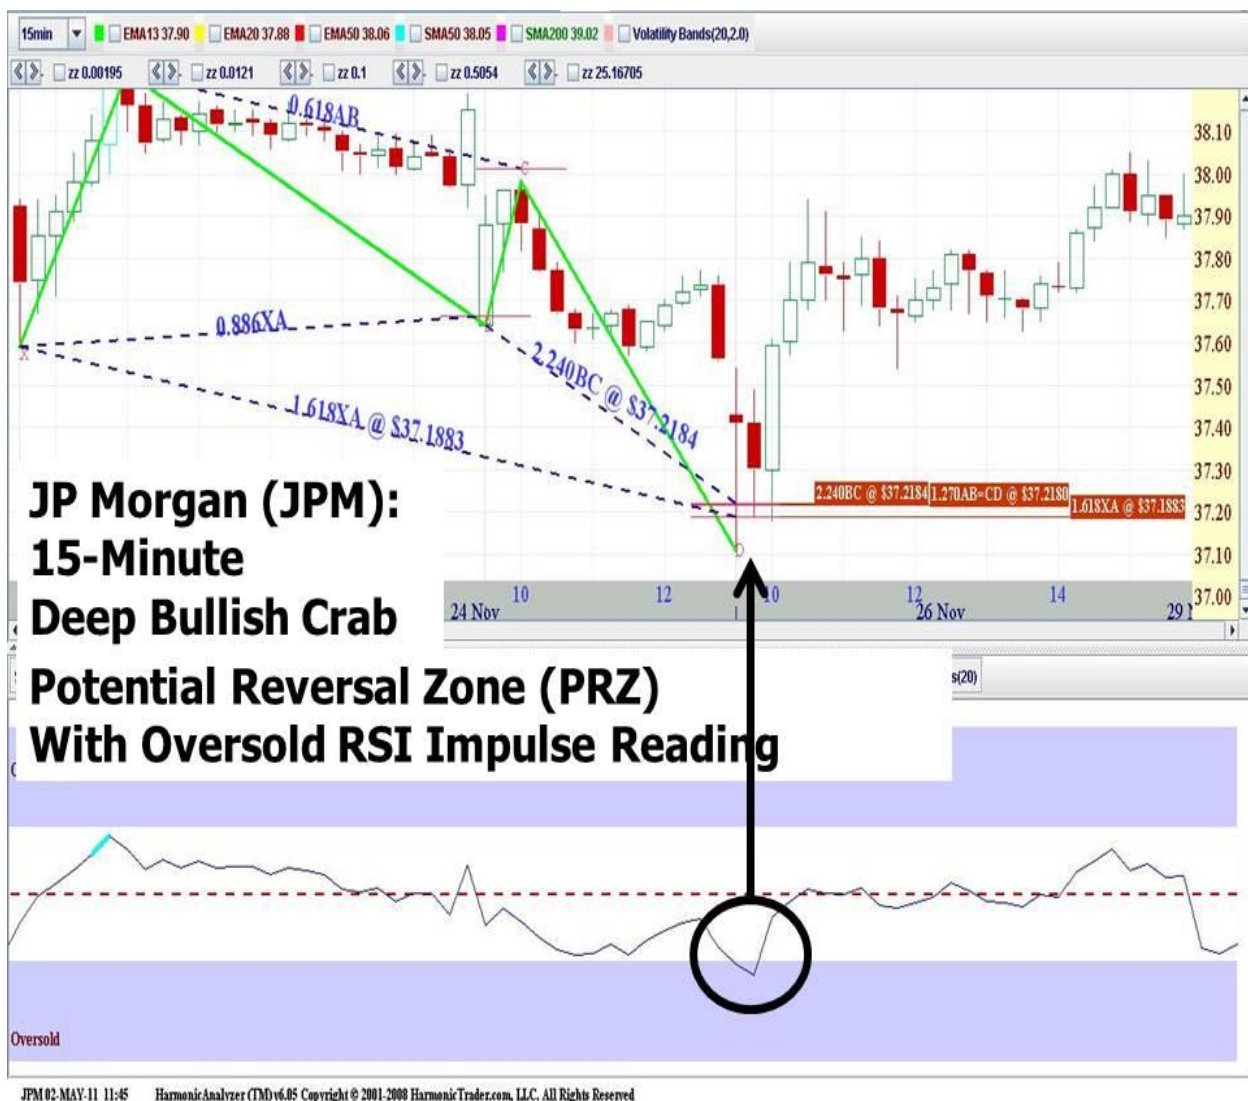 15min EMA13 37.90 EMA20 37.88 EMA50 38.06 SMA50 38.05 SMA200 39.02 Volatility Bands(20,2.0)
zz 0.00195 zz 0.0121 zz 0.1 zz 0.5054 zz 25.16705
0.618AB
C
38.10
38.00
37.90
37.80
37.70
37.60
37.50
37.40
37.30
37.20
37.10
37.00
0.886XA
X
2.240BC @ $37.2184
1.618XA @ $37.1883
2.240BC @ $37.2184 1.270AB=CD @ $37.2180
1.618XA @ $37.1883
D
JP Morgan (JPM):
15-Minute
Deep Bullish Crab
Potential Reversal Zone (PRZ)
With Oversold RSI Impulse Reading
10 12 10 12 14
24 Nov 26 Nov 29
s(20)
Oversold
JPM 02-MAY-11 11:45 HarmonicAnalyzer (TM) v6.05 Copyright © 2001-2008 HarmonicTrader.com, LLC. All Rights Reserved